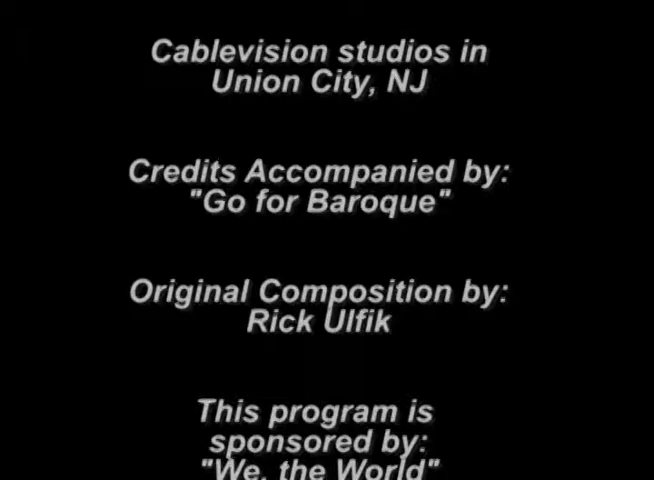 Cablevision studios in
Union City, NJ
Credits Accompanied by:
"Go for Baroque"
Original Composition by:
Rick Ulfik
This program is
sponsored by:
"We, the World"